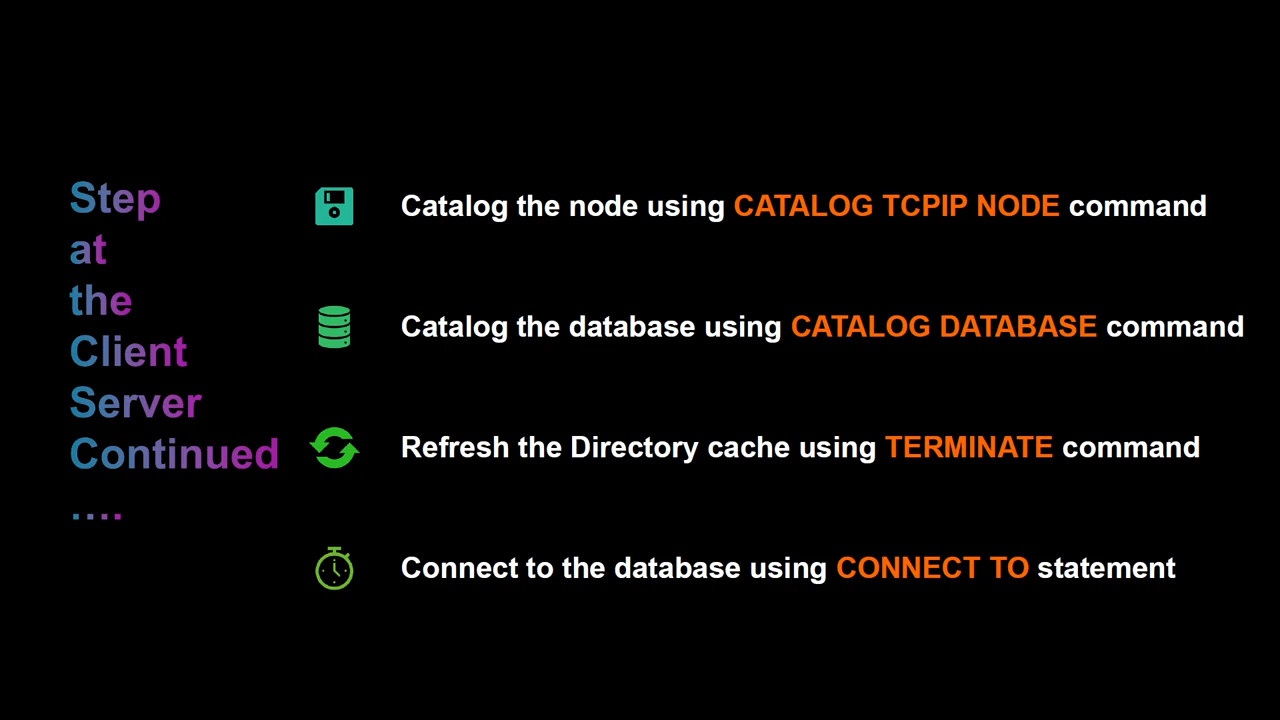 Step
at
the
Client
Server
Continued
....
Catalog the node using CATALOG TCPIP NODE command
Catalog the database using CATALOG DATABASE command
Refresh the Directory cache using TERMINATE command
Connect to the database using CONNECT TO statement